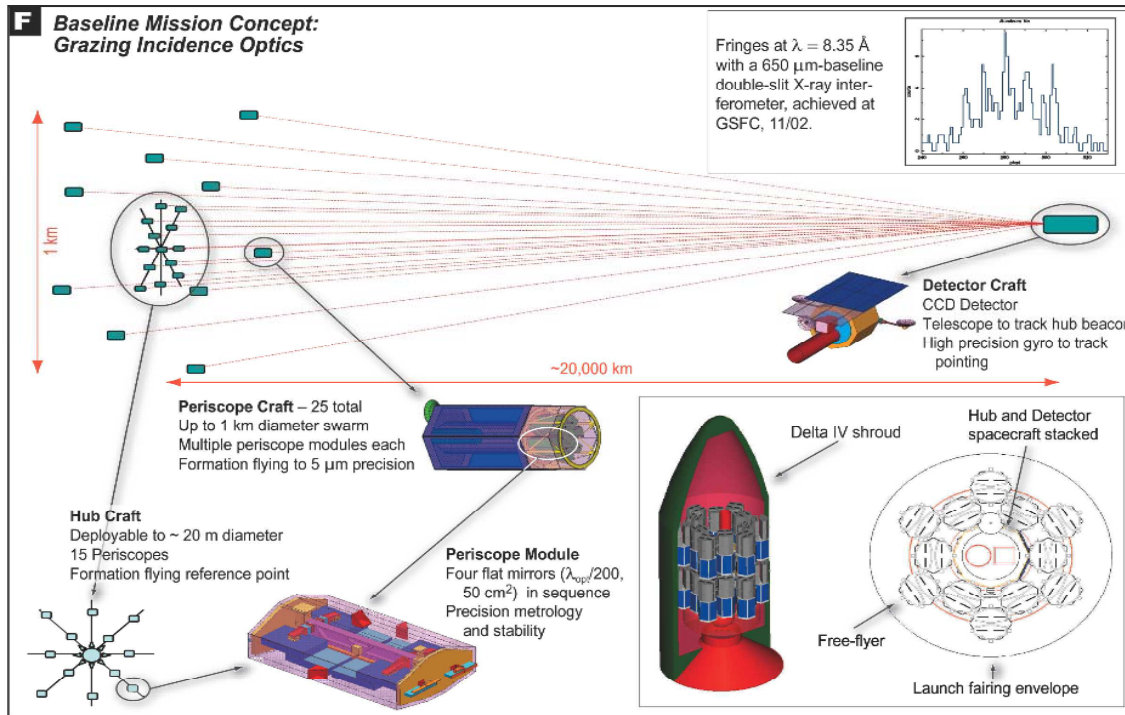 F Baseline Mission Concept:
Grazing Incidence Optics
Fringes at λ = 8.35 Å
with a 650 µm-baseline
double-slit X-ray inter-
ferometer, achieved at
GSFC, 11/02.
1 km
Detector Craft
CCD Detector
Telescope to track hub beacon
High precision gyro to track
pointing
~20,000 km
Periscope Craft – 25 total
Up to 1 km diameter swarm
Multiple periscope modules each
Formation flying to 5 µm precision
Hub Craft
Deployable to ~ 20 m diameter
15 Periscopes
Formation flying reference point
Periscope Module
Four flat mirrors (λopt/200,
50 cm²) in sequence
Precision metrology
and stability
Delta IV shroud
Hub and Detector
spacecraft stacked
Free-flyer
Launch fairing envelope